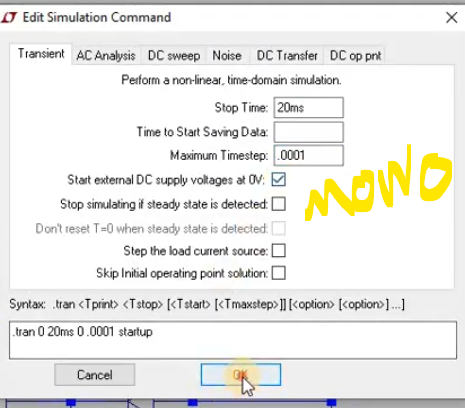 Edit Simulation Command
Transient AC Analysis DC sweep Noise DC Transfer DC op pnt
Perform a non-linear, time-domain simulation.
Stop Time: 20ms
Time to Start Saving Data:
Maximum Timestep: .0001
Start external DC supply voltages at 0V:
Stop simulating if steady state is detected:
Don't reset T=0 when steady state is detected:
Step the load current source:
Skip Initial operating point solution:
mowo
Syntax: .tran <Tprint> <Tstop> [<Tstart> [<Tmaxstep>]] [<option> [<option>] ...]
.tran 0 20ms 0 .0001 startup
Cancel OK